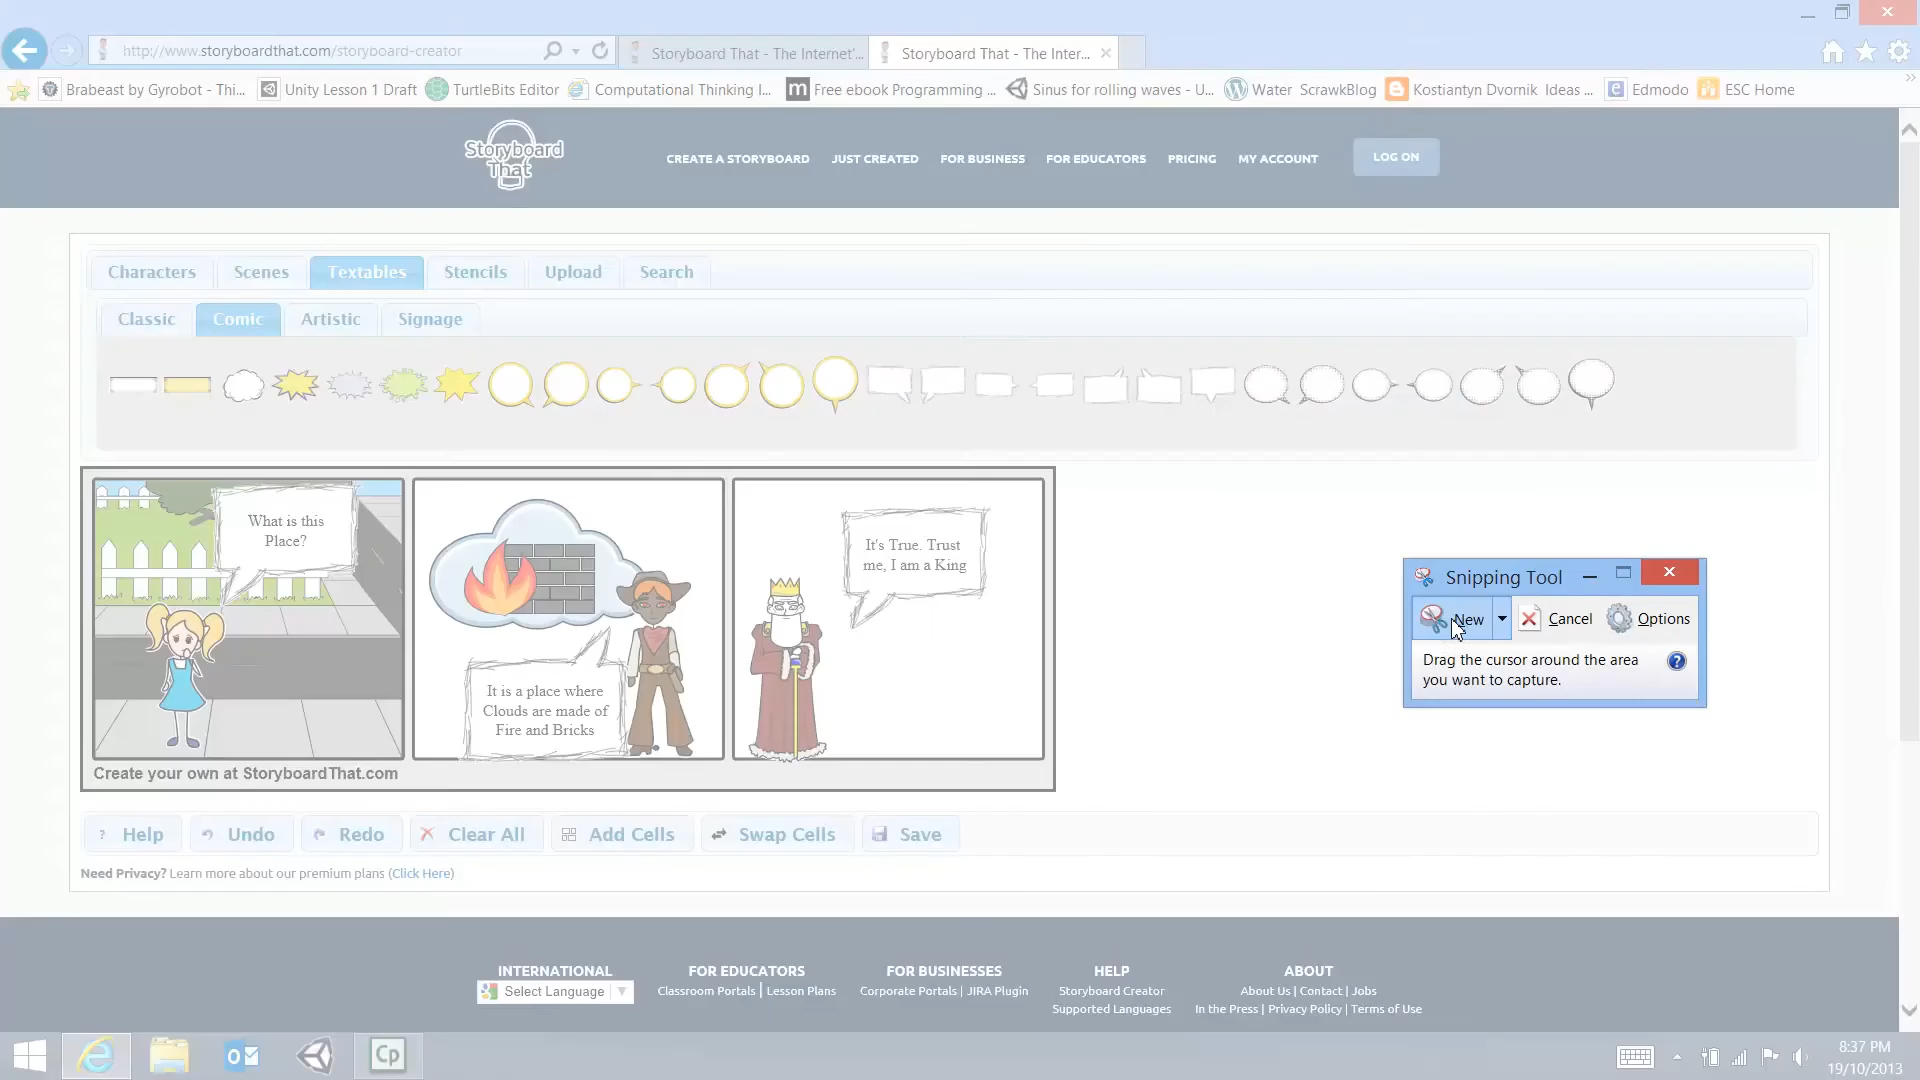 http://www.storyboardthat.com/storyboard-creator
Storyboard That - The Internet'...
Storyboard That - The Inter...
Brabeast by Gyrobot - Thi...
Unity Lesson 1 Draft
TurtleBits Editor
Computational Thinking I...
m Free ebook Programming ...
Sinus for rolling waves - U...
Water ScrawkBlog
Kostiantyn Dvornik Ideas ...
e Edmodo
ESC Home
Storyboard
That
CREATE A STORYBOARD
JUST CREATED
FOR BUSINESS
FOR EDUCATORS
PRICING
MY ACCOUNT
LOG ON
Characters
Scenes
Textables
Stencils
Upload
Search
Classic
Comic
Artistic
Signage
What is this
Place?
It is a place where
Clouds are made of
Fire and Bricks
It's True. Trust
me, I am a King
Create your own at StoryboardThat.com
Snipping Tool
New
Cancel
Options
Drag the cursor around the area
you want to capture.
?
? Help
Undo
Redo
Clear All
Add Cells
Swap Cells
Save
Need Privacy? Learn more about our premium plans (Click Here)
INTERNATIONAL
Select Language
FOR EDUCATORS
Classroom Portals | Lesson Plans
FOR BUSINESSES
Corporate Portals | JIRA Plugin
HELP
Storyboard Creator
Supported Languages
ABOUT
About Us | Contact | Jobs
In the Press | Privacy Policy | Terms of Use
Cp
8:37 PM
19/10/2013